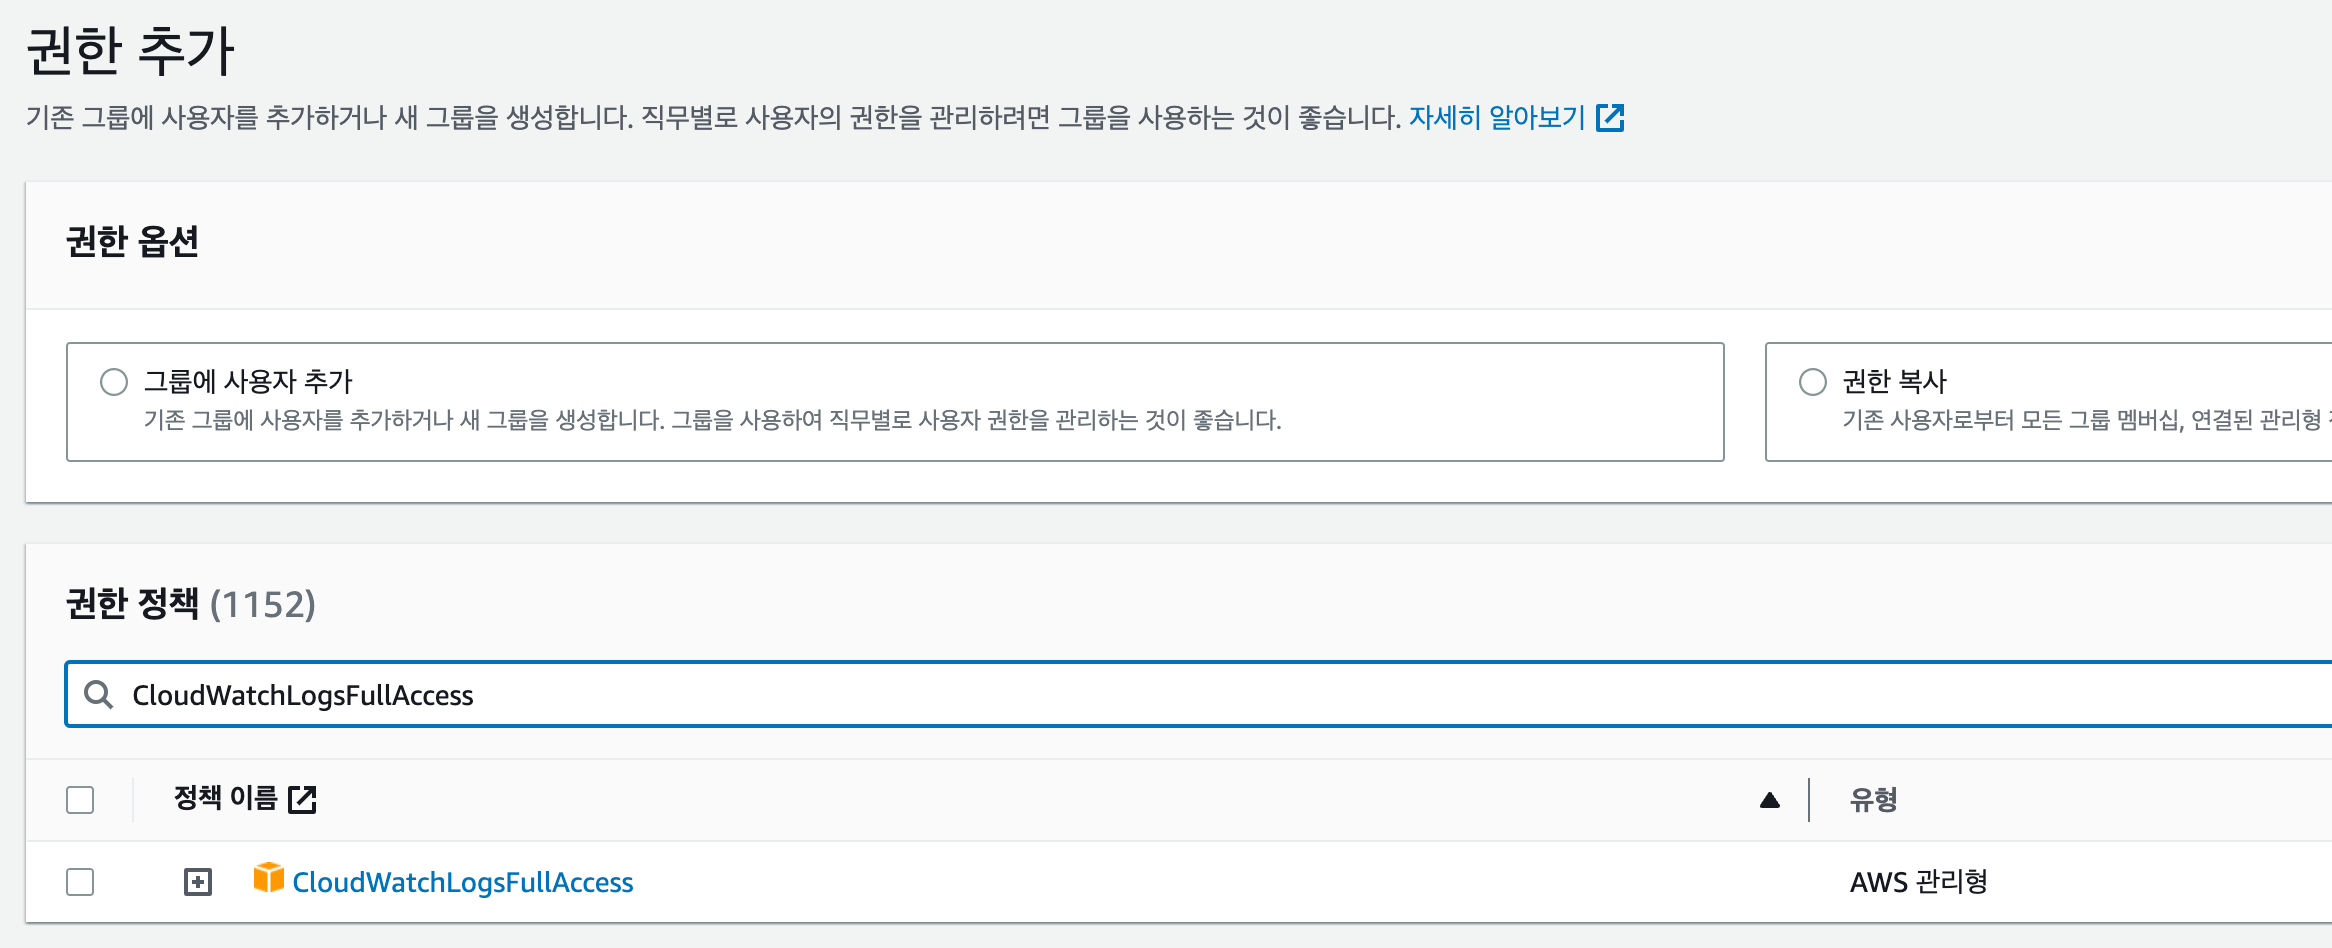 권한 추가
기존 그룹에 사용자를 추가하거나 새 그룹을 생성합니다. 직무별로 사용자의 권한을 관리하려면 그룹을 사용하는 것이 좋습니다. 자세히 알아보기
권한 옵션
그룹에 사용자 추가
기존 그룹에 사용자를 추가하거나 새 그룹을 생성합니다. 그룹을 사용하여 직무별로 사용자 권한을 관리하는 것이 좋습니다.
권한 복사
기존 사용자로부터 모든 그룹 멤버십, 연결된 관리형
권한 정책 (1152)
CloudWatchLogsFullAccess
정책 이름
유형
CloudWatchLogsFullAccess
AWS 관리형